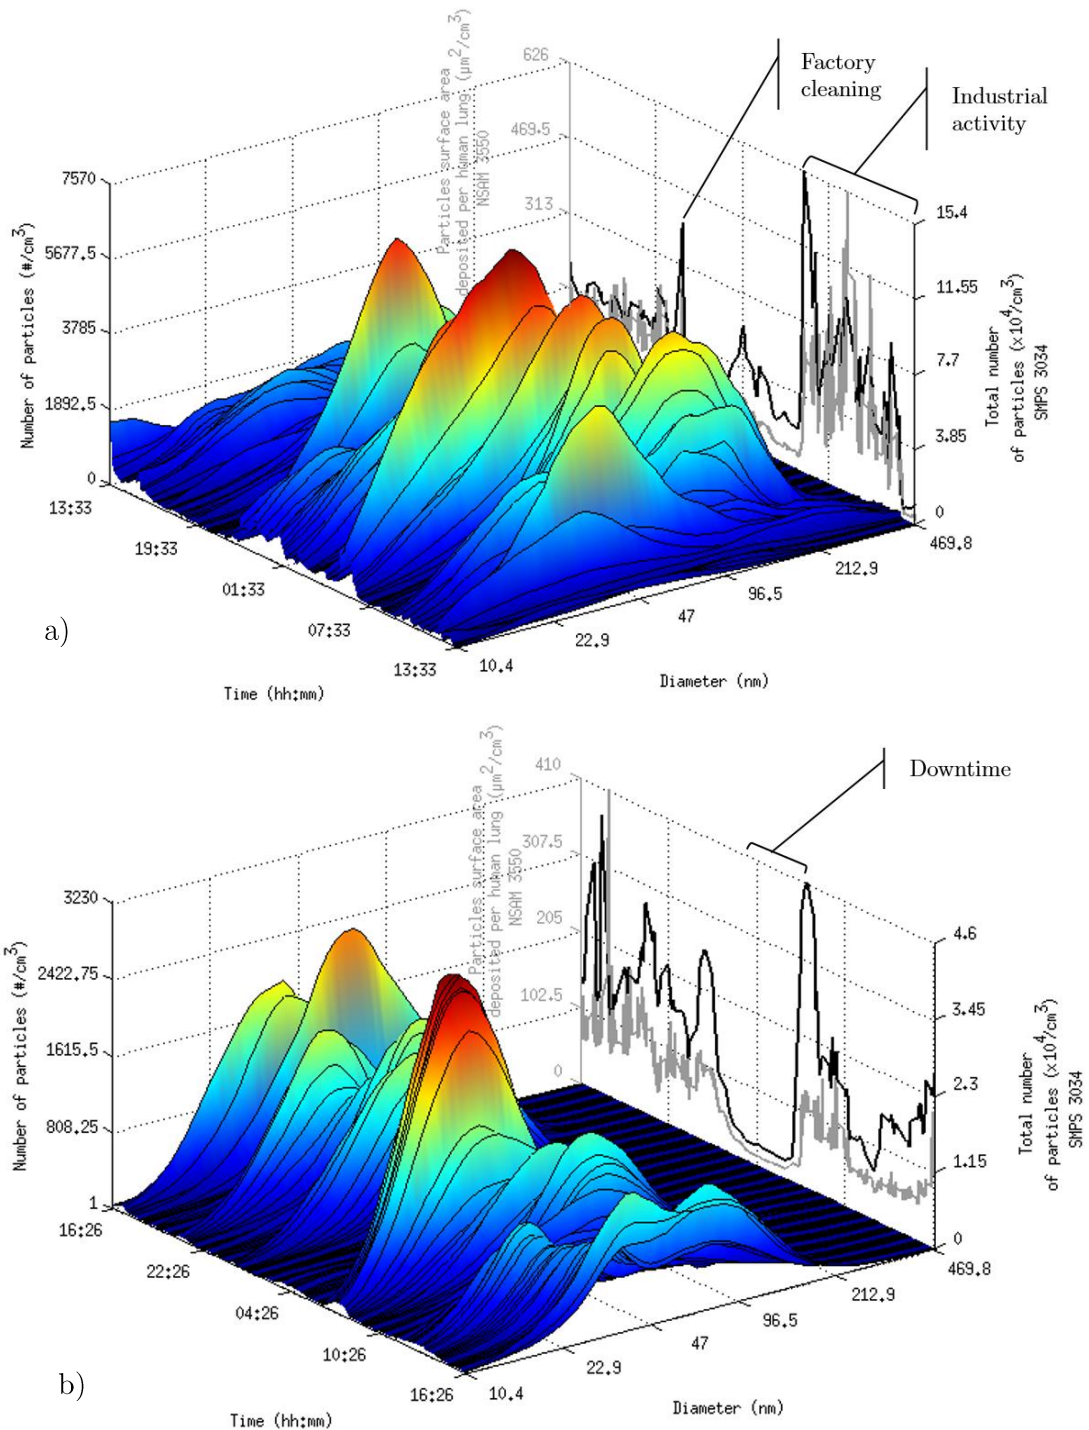 Particles surface area
deposited per human lung (μm²/cm³)
NSAM 3550
626
469.5
313
Factory
cleaning
Industrial
activity
7570
5677.5
3785
1892.5
0
Number of particles (#/cm³)
15.4
11.55
7.7
3.85
0
Total number
of particles (x10⁴/cm³)
SMPS 3034
13:33
19:33
01:33
07:33
13:33
Time (hh:mm)
10.4
22.9
47
96.5
212.9
469.8
Diameter (nm)
a)
Particles surface area
deposited per human lung (μm²/cm³)
NSAM 3550
410
307.5
205
102.5
0
Downtime
3230
2422.75
1615.5
808.25
1
Number of particles (#/cm³)
4.6
3.45
2.3
1.15
0
Total number
of particles (x10⁴/cm³)
SMPS 3034
16:26
22:26
04:26
10:26
16:26
Time (hh:mm)
10.4
22.9
47
96.5
212.9
469.8
Diameter (nm)
b)